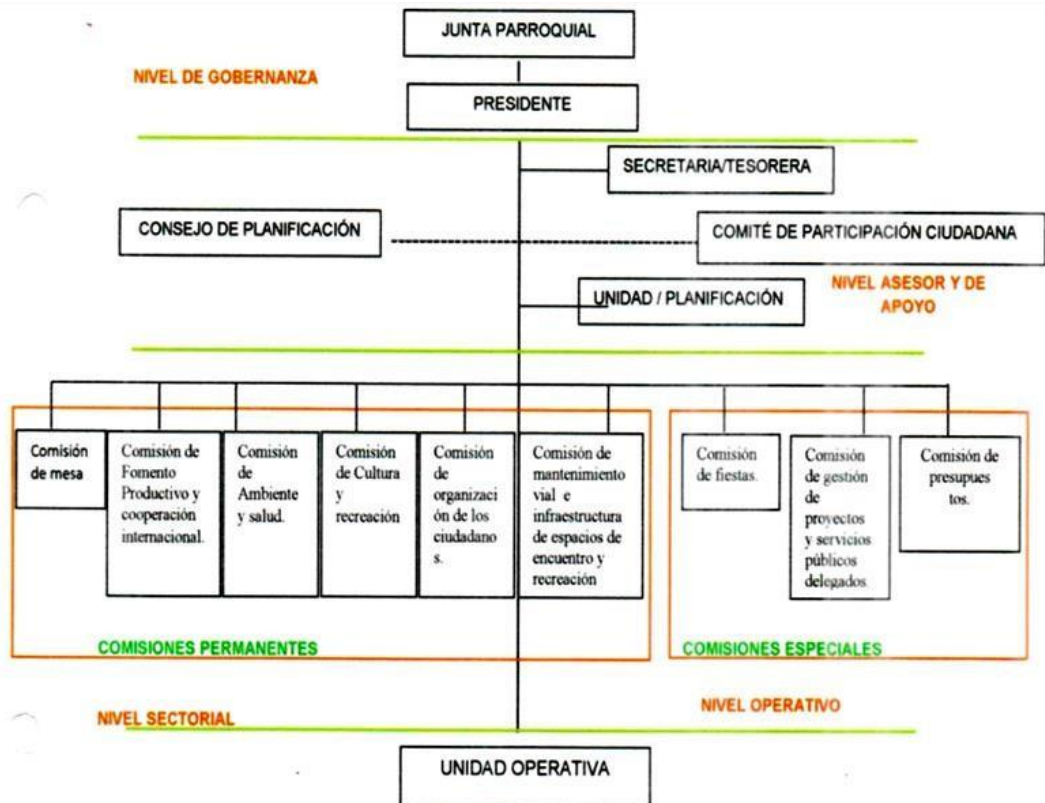 JUNTA PARROQUIAL
NIVEL DE GOBERNANZA
PRESIDENTE
SECRETARIA/TESORERA
CONSEJO DE PLANIFICACIÓN
COMITÉ DE PARTICIPACIÓN CIUDADANA
NIVEL ASESOR Y DE
APOYO
UNIDAD / PLANIFICACIÓN
Comisión
de mesa
Comisión de
Fomento
Productivo y
cooperación
internacional.
Comisión
de
Ambiente
y salud.
Comisión
de Cultura
y
recreación
Comisión
de
organizaci
ón de los
ciudadano
s.
Comisión de
mantenimiento
vial e
infraestructura
de espacios de
encuentro y
recreación
Comisión
de fiestas.
Comisión
de gestión
de
proyectos
y servicios
públicos
delegados
Comisión de
presupues
tos.
COMISIONES PERMANENTES
COMISIONES ESPECIALES
NIVEL SECTORIAL
NIVEL OPERATIVO
UNIDAD OPERATIVA